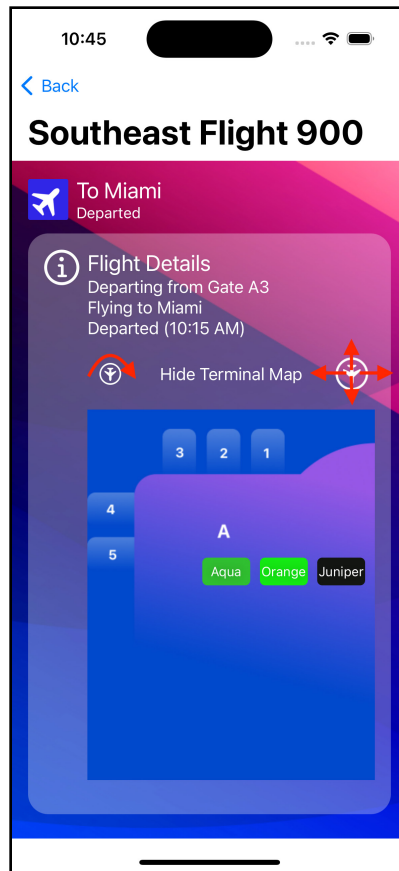 10:45
Back
Southeast Flight 900
To Miami
Departed
Flight Details
Departing from Gate A3
Flying to Miami
Departed (10:15 AM)
Hide Terminal Map
3 2 1
4
A
5
Aqua Orange Juniper